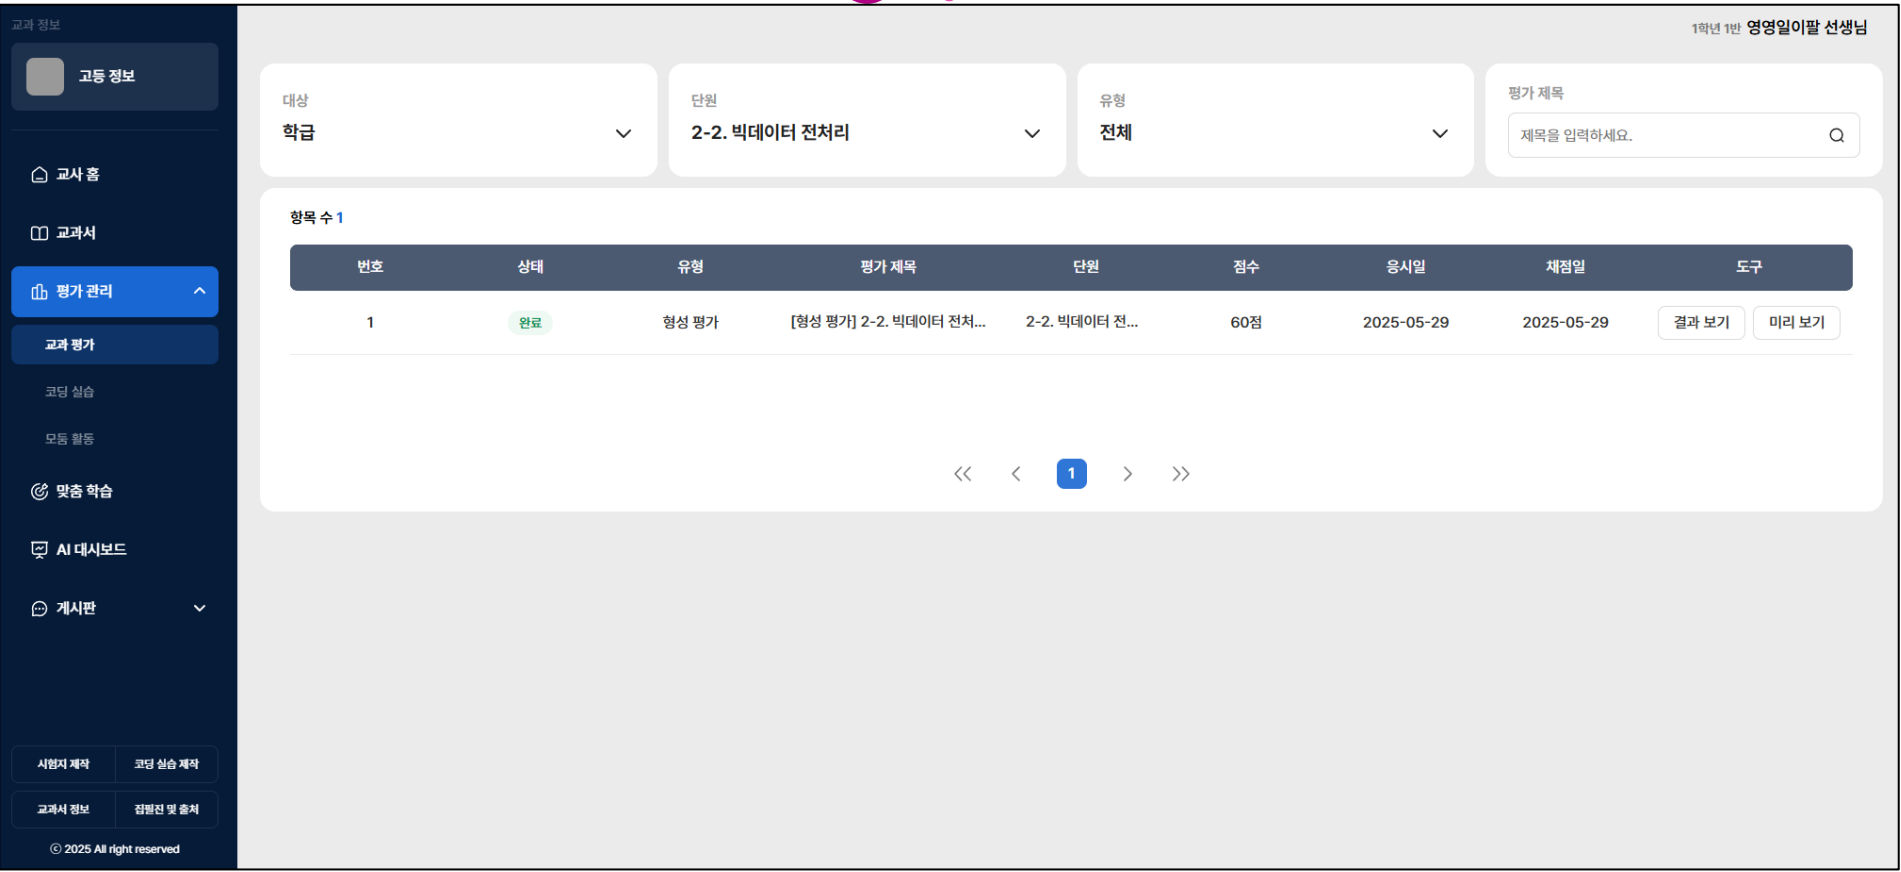 교과 정보
고등 정보
교사 홈
교과서
평가 관리
교과 평가
코딩 실습
모둠 활동
맞춤 학습
AI 대시보드
게시판
시험지 제작 코딩 실습 제작
교과서 정보 집필진 및 출처
ⓒ 2025 All right reserved
1학년 1반 영영일이팔 선생님
대상
학급
단원
2-2. 빅데이터 전처리
유형
전체
평가 제목
제목을 입력하세요.
항목 수 1
번호 상태 유형 평가 제목 단원 점수 응시일 채점일 도구
1 완료 형성 평가 [형성 평가] 2-2. 빅데이터 전처... 2-2. 빅데이터 전... 60점 2025-05-29 2025-05-29 결과 보기 미리 보기
1